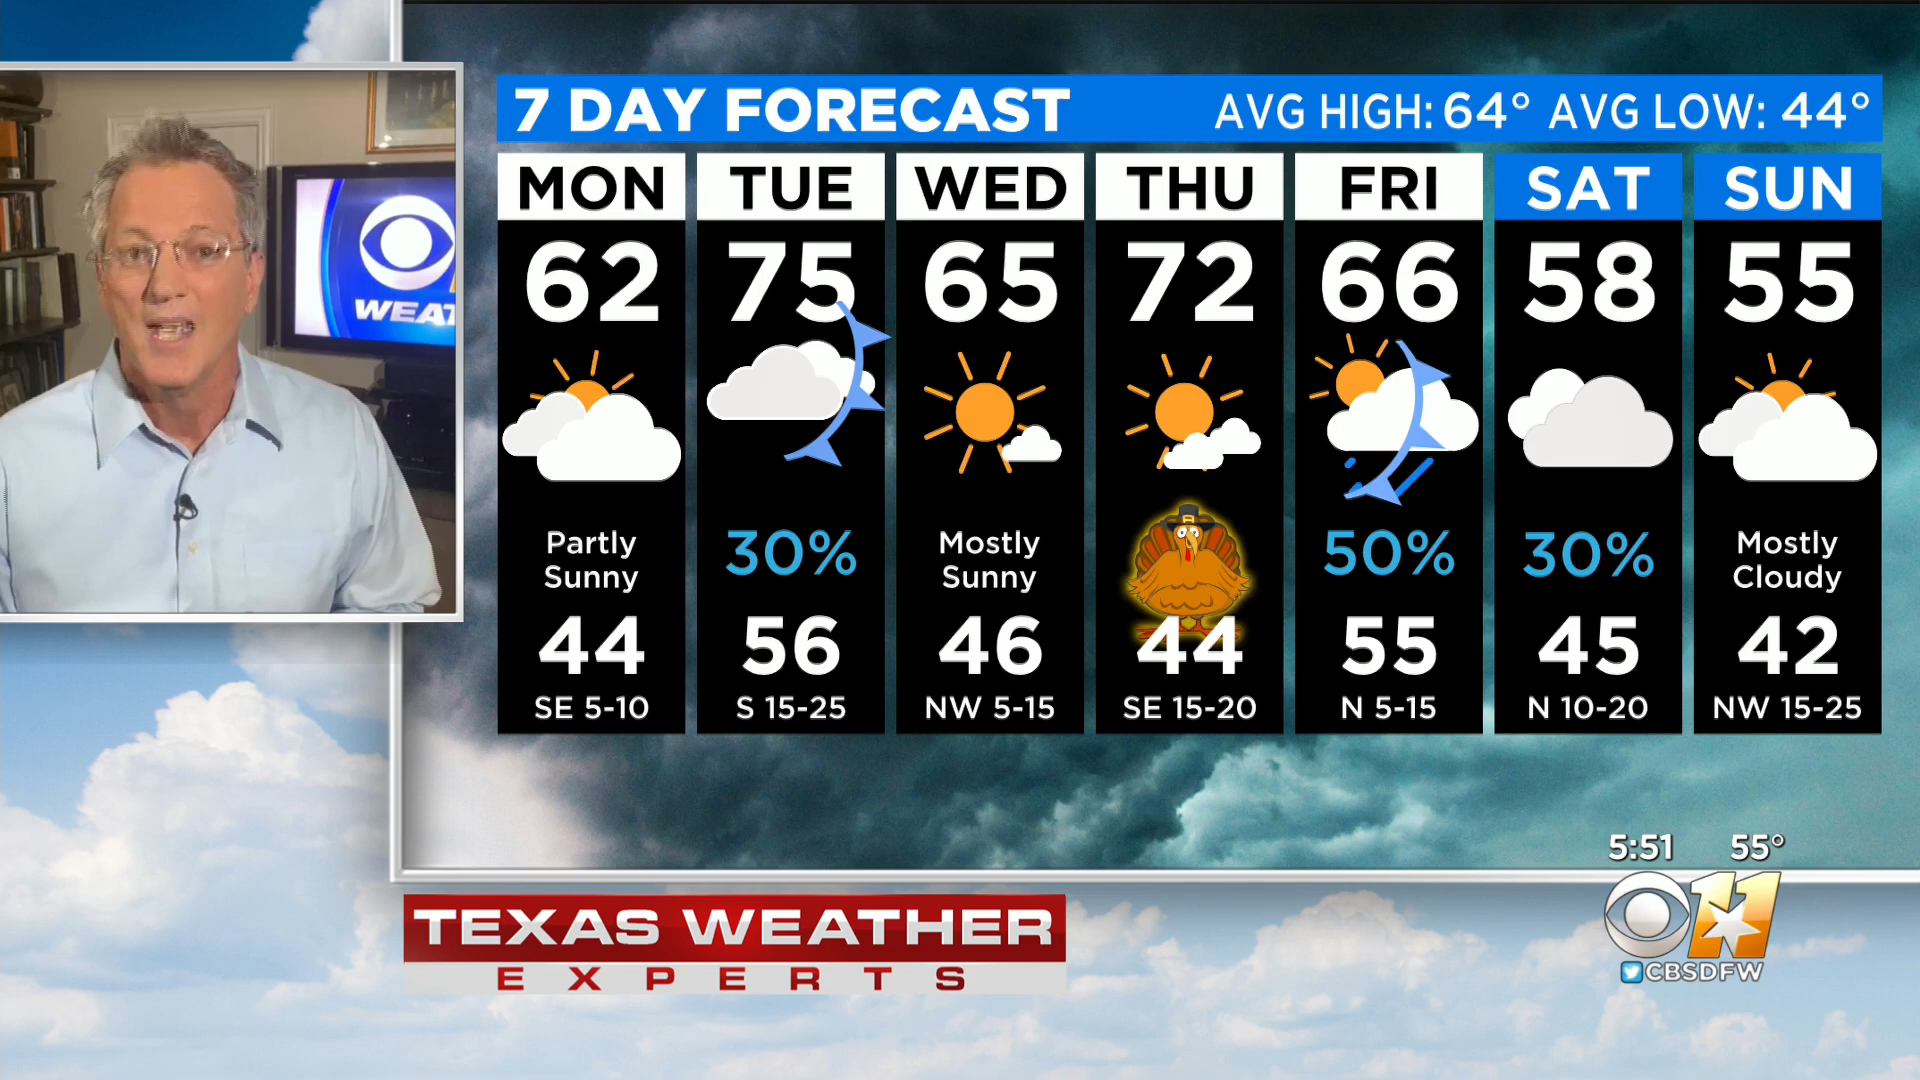 7 DAY FORECAST AVG HIGH: 64° AVG LOW: 44°
MON TUE WED THU FRI SAT SUN
62 75 65 72 66 58 55
Partly Sunny
30%
Mostly Sunny
50%
30%
Mostly Cloudy
44 56 46 44 55 45 42
SE 5-10 S 15-25 NW 5-15 SE 15-20 N 5-15 N 10-20 NW 15-25
WEAT
5:51 55°
11
CBSDFW
TEXAS WEATHER
EXPERTS